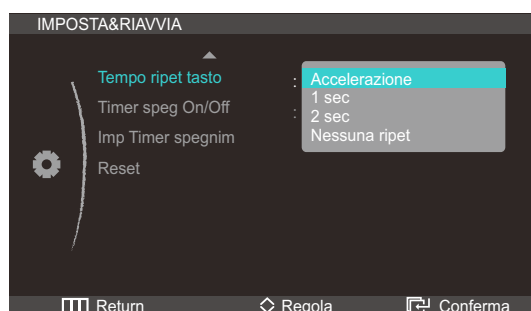 IMPOSTA&RIAVVIA
Tempo ripet tasto : Accelerazione
1 sec
Timer speg On/Off : 2 sec
Imp Timer spegnim Nessuna ripet
Reset
Return Regola Conferma